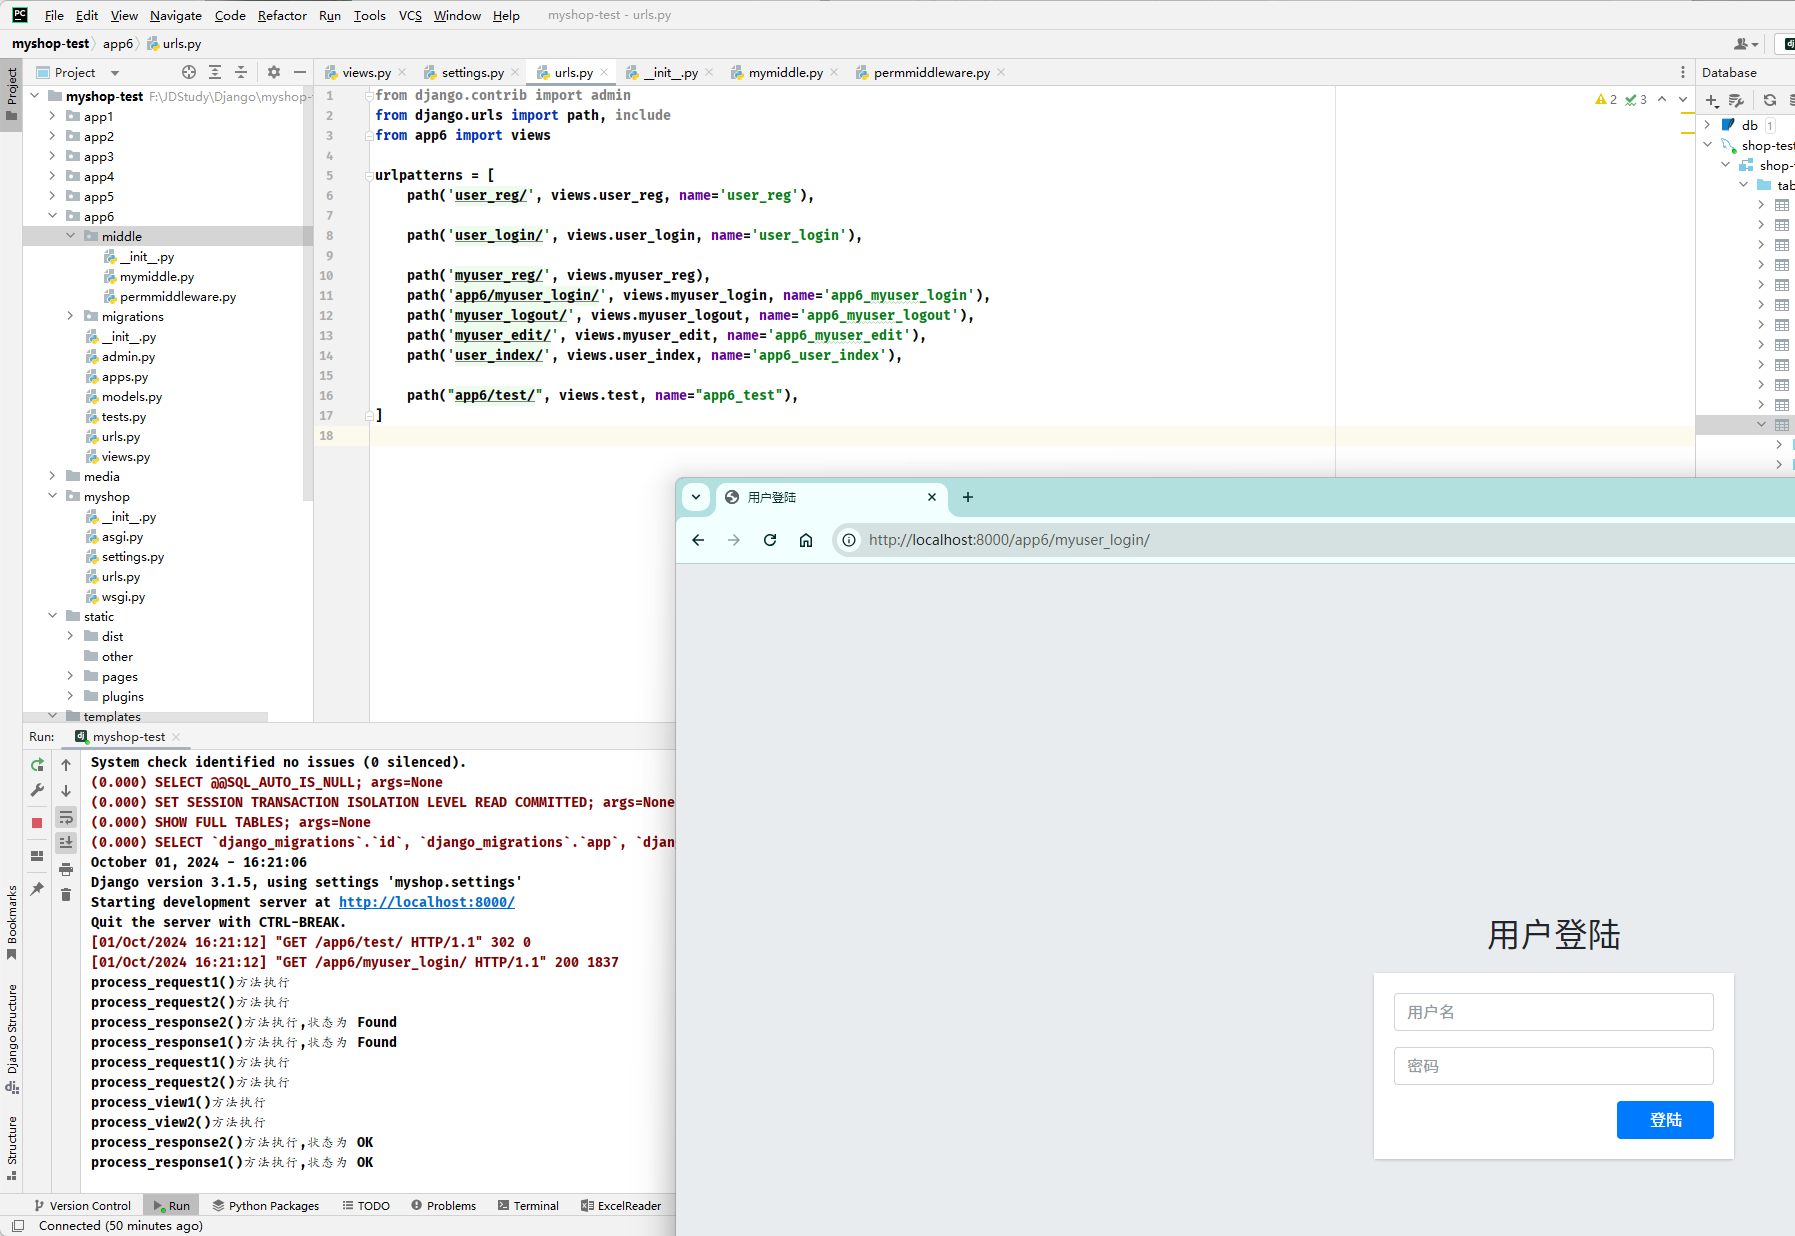 File Edit View Navigate Code Refactor Run Tools VCS Window Help myshop-test - urls.py
myshop-test app6 urls.py
Project
Project
views.py settings.py urls.py __init__.py mymiddle.py permmiddleware.py
Database
myshop-test F:\JDStudy\Django\myshop-
app1
app2
app3
app4
app5
app6
middle
__init__.py
mymiddle.py
permmiddleware.py
migrations
__init__.py
admin.py
apps.py
models.py
tests.py
urls.py
views.py
media
myshop
__init__.py
asgi.py
settings.py
urls.py
wsgi.py
static
dist
other
pages
plugins
templates
1 from django.contrib import admin
2 from django.urls import path, include
3 from app6 import views
4
5 urlpatterns = [
6 path('user_reg/', views.user_reg, name='user_reg'),
7
8 path('user_login/', views.user_login, name='user_login'),
9
10 path('myuser_reg/', views.myuser_reg),
11 path('app6/myuser_login/', views.myuser_login, name='app6_myuser_login'),
12 path('myuser_logout/', views.myuser_logout, name='app6_myuser_logout'),
13 path('myuser_edit/', views.myuser_edit, name='app6_myuser_edit'),
14 path('user_index/', views.user_index, name='app6_user_index'),
15
16 path("app6/test/", views.test, name="app6_test"),
17 ]
18
2 3
db 1
shop-test
shop-
tab
用户登陆
http://localhost:8000/app6/myuser_login/
用户登陆
用户名
密码
登陆
Run: myshop-test
System check identified no issues (0 silenced).
(0.000) SELECT @@SQL_AUTO_IS_NULL; args=None
(0.000) SET SESSION TRANSACTION ISOLATION LEVEL READ COMMITTED; args=None
(0.000) SHOW FULL TABLES; args=None
(0.000) SELECT `django_migrations`.`id`, `django_migrations`.`app`, `djan
October 01, 2024 - 16:21:06
Django version 3.1.5, using settings 'myshop.settings'
Starting development server at http://localhost:8000/
Quit the server with CTRL-BREAK.
[01/Oct/2024 16:21:12] "GET /app6/test/ HTTP/1.1" 302 0
[01/Oct/2024 16:21:12] "GET /app6/myuser_login/ HTTP/1.1" 200 1837
process_request1()方法执行
process_request2()方法执行
process_response2()方法执行,状态为 Found
process_response1()方法执行,状态为 Found
process_request1()方法执行
process_request2()方法执行
process_view1()方法执行
process_view2()方法执行
process_response2()方法执行,状态为 OK
process_response1()方法执行,状态为 OK
Bookmarks
Django Structure
Structure
Version Control Run Python Packages TODO Problems Terminal ExcelReader
Connected (50 minutes ago)